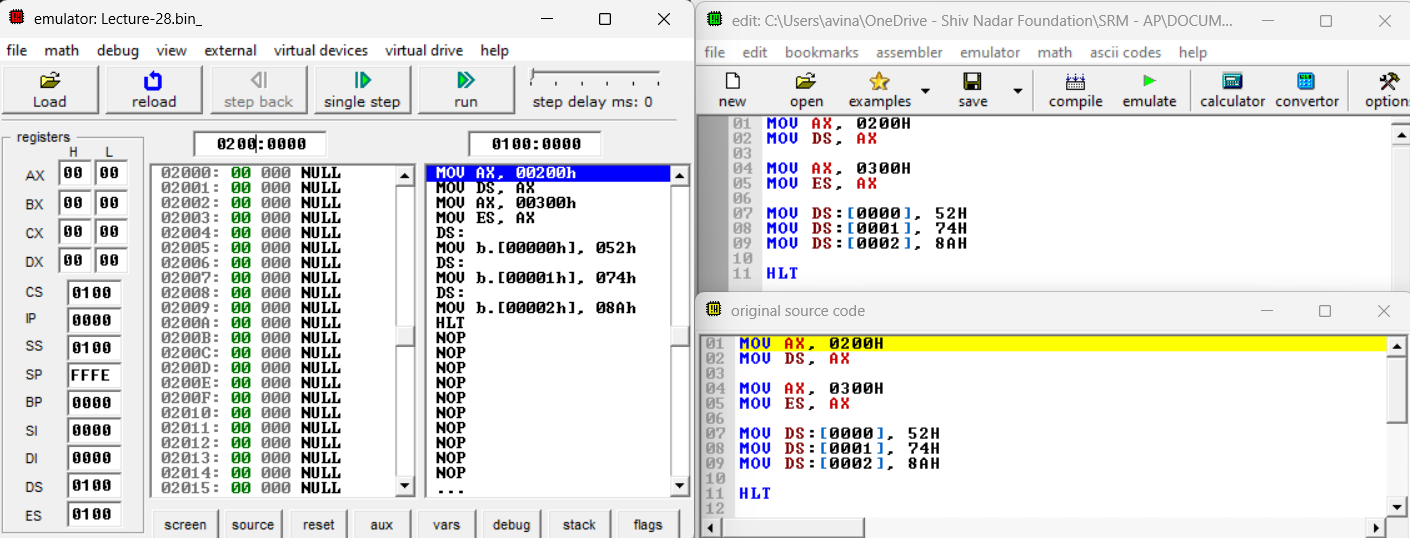 emulator: Lecture-28.bin_
file math debug view external virtual devices virtual drive help
Load reload step back single step run step delay ms: 0
registers
H L
AX 00 00
BX 00 00
CX 00 00
DX 00 00
CS 0100
IP 0000
SS 0100
SP FFFE
BP 0000
SI 0000
DI 0000
DS 0100
ES 0100
0200:0000
02000: 00 000 NULL
02001: 00 000 NULL
02002: 00 000 NULL
02003: 00 000 NULL
02004: 00 000 NULL
02005: 00 000 NULL
02006: 00 000 NULL
02007: 00 000 NULL
02008: 00 000 NULL
02009: 00 000 NULL
0200A: 00 000 NULL
0200B: 00 000 NULL
0200C: 00 000 NULL
0200D: 00 000 NULL
0200E: 00 000 NULL
0200F: 00 000 NULL
02010: 00 000 NULL
02011: 00 000 NULL
02012: 00 000 NULL
02013: 00 000 NULL
02014: 00 000 NULL
02015: 00 000 NULL
0100:0000
MOV AX, 00200h
MOV DS, AX
MOV AX, 00300h
MOV ES, AX
DS:
MOV b.[00000h], 052h
DS:
MOV b.[00001h], 074h
DS:
MOV b.[00002h], 08Ah
HLT
NOP
NOP
NOP
NOP
NOP
NOP
NOP
NOP
NOP
NOP
...
screen source reset aux vars debug stack flags
edit: C:\Users\avina\OneDrive - Shiv Nadar Foundation\SRM - AP\DOCUM...
file edit bookmarks assembler emulator math ascii codes help
new open examples save compile emulate calculator convertor option
01 MOV AX, 0200H
02 MOV DS, AX
03
04 MOV AX, 0300H
05 MOV ES, AX
06
07 MOV DS:[0000], 52H
08 MOV DS:[0001], 74H
09 MOV DS:[0002], 8AH
10
11 HLT
original source code
01 MOV AX, 0200H
02 MOV DS, AX
03
04 MOV AX, 0300H
05 MOV ES, AX
06
07 MOV DS:[0000], 52H
08 MOV DS:[0001], 74H
09 MOV DS:[0002], 8AH
10
11 HLT
12